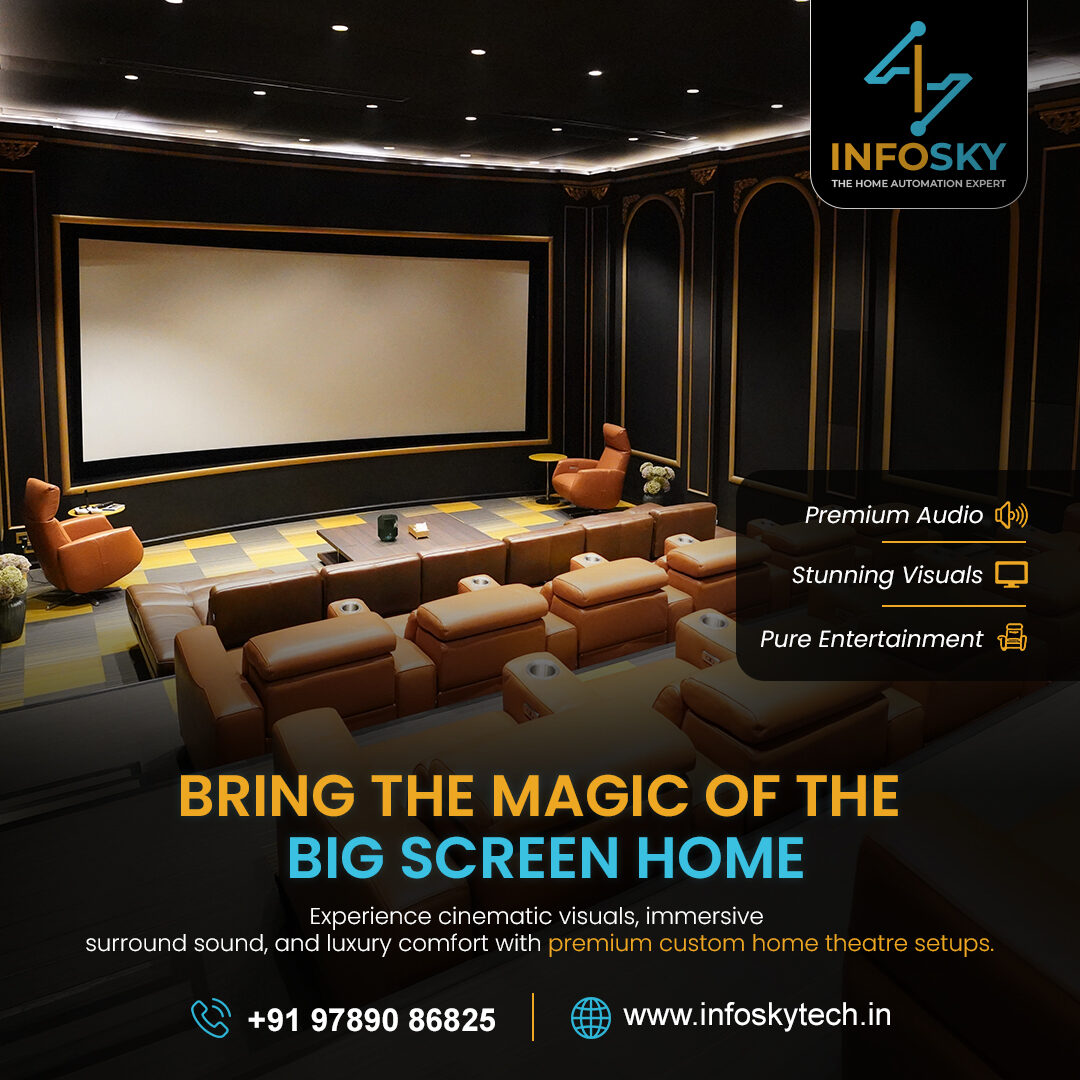 INFOSKY
THE HOME AUTOMATION EXPERT
Premium Audio
Stunning Visuals
Pure Entertainment
BRING THE MAGIC OF THE
BIG SCREEN HOME
Experience cinematic visuals, immersive
surround sound, and luxury comfort with premium custom home theatre setups.
+91 97890 86825
www.infoskytech.in